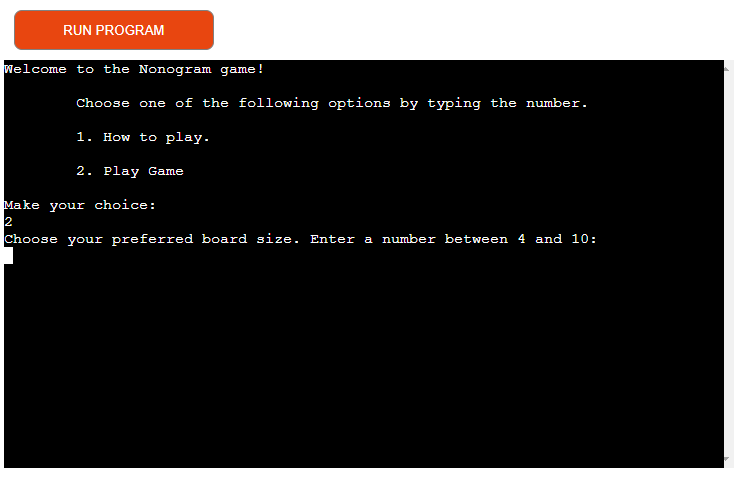 RUN PROGRAM
Welcome to the Nonogram game!
Choose one of the following options by typing the number.
1. How to play.
2. Play Game
Make your choice:
2
Choose your preferred board size. Enter a number between 4 and 10: